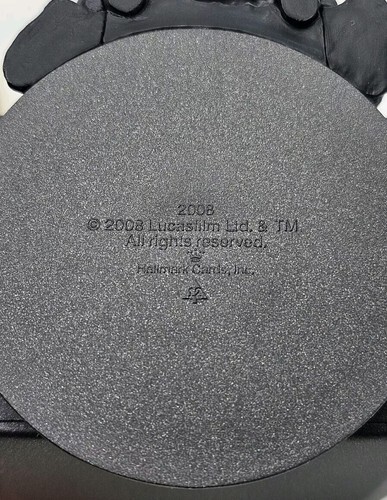 2008
© 2008 Lucasfilm Ltd. & TM
All rights reserved.
Hallmark Cards, Inc.